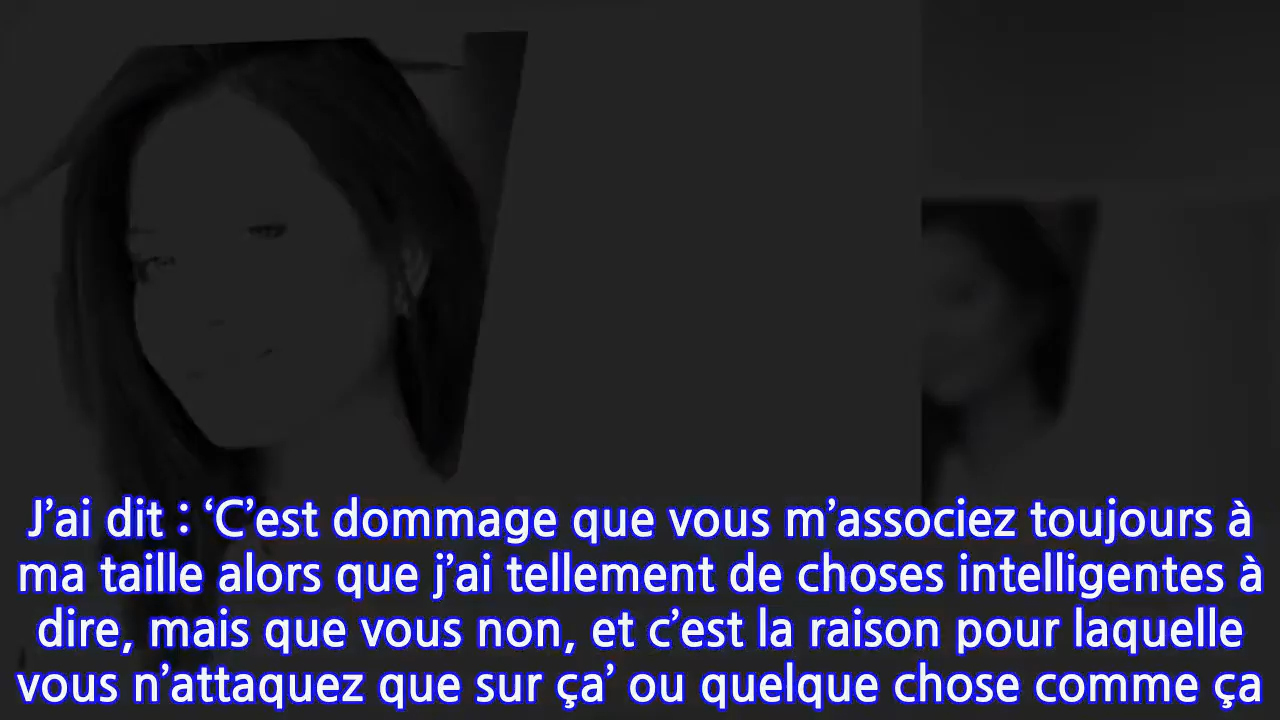 J’ai dit : ‘C’est dommage que vous m’associez toujours à
ma taille alors que j’ai tellement de choses intelligentes à
dire, mais que vous non, et c’est la raison pour laquelle
vous n’attaquez que sur ça’ ou quelque chose comme ça